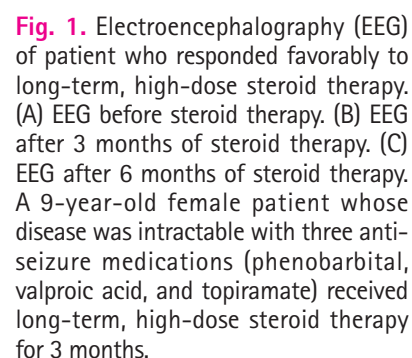 Fig. 1. Electroencephalography (EEG)
of patient who responded favorably to
long-term, high-dose steroid therapy.
(A) EEG before steroid therapy. (B) EEG
after 3 months of steroid therapy. (C)
EEG after 6 months of steroid therapy.
A 9-year-old female patient whose
disease was intractable with three anti-
seizure medications (phenobarbital,
valproic acid, and topiramate) received
long-term, high-dose steroid therapy
for 3 months.